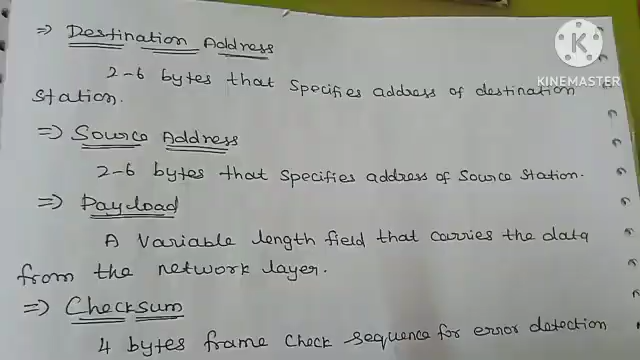 ⇒ Destination Address
2-6 bytes that specifies address of destination
station.
⇒ Source Address
2-6 bytes that specifies address of source station.
⇒ Payload
A variable length field that carries the data
from the network layer.
⇒ Checksum
4 bytes frame check sequence for error detection
K
KINEMASTER